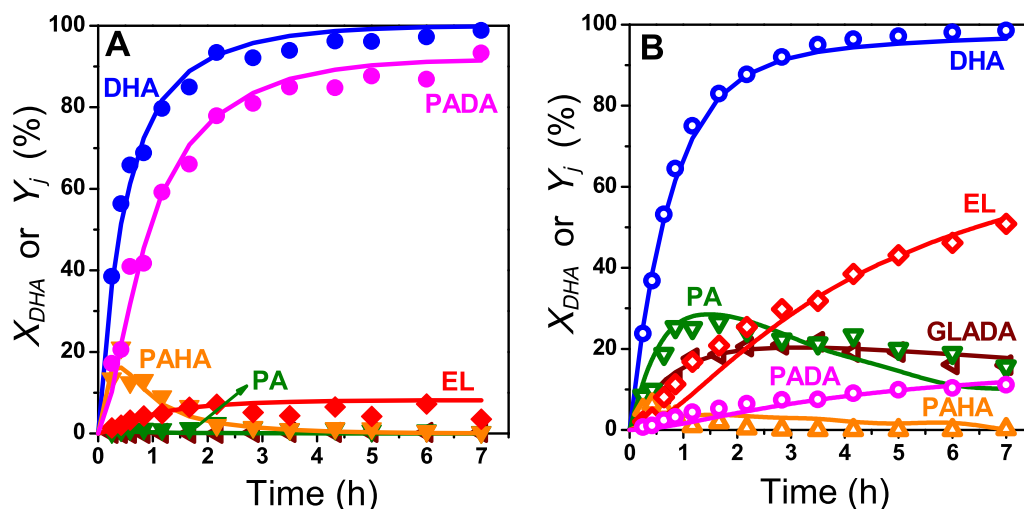 A
100
80
60
40
20
0
X_DHA or Y_j (%)
DHA
PADA
PAHA
PA
EL
0 1 2 3 4 5 6 7
Time (h)
B
100
80
60
40
20
0
X_DHA or Y_j (%)
DHA
EL
PA
GLADA
PADA
PAHA
0 1 2 3 4 5 6 7
Time (h)